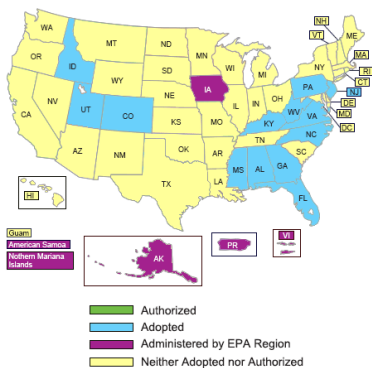 NH
WA
VT
ME
MT
ND
MN
OR
MA
ID
WI
SD
NY
RI
WY
MI
CT
IA
PA
NJ
NE
NV
OH
IL
IN
DE
UT
CO
WV
MD
CA
VA
KS
MO
KY
DC
NC
TN
OK
AZ
NM
AR
SC
MS
AL
GA
TX
LA
HI
FL
Guam
American Samoa
Nothern Mariana
Islands
AK
PR
VI
Authorized
Adopted
Administered by EPA Region
Neither Adopted nor Authorized